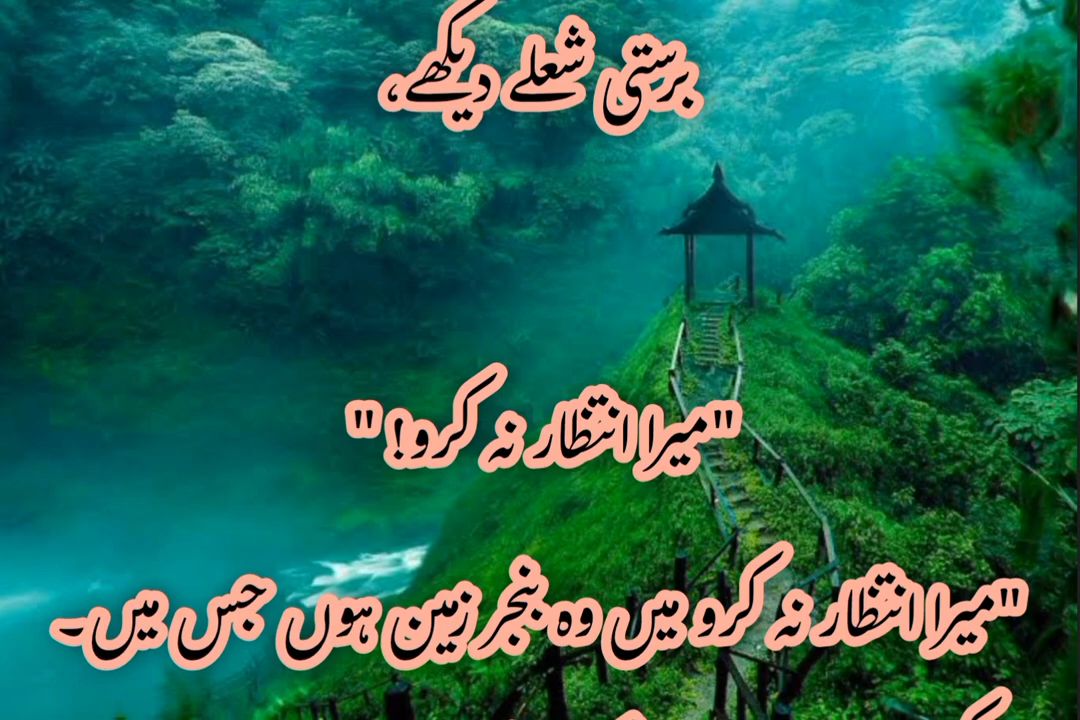 برستی شعلے دیکھے،
"میرا انتظار نہ کرو! "
"میرا انتظار نہ کرو میں وہ بنجر زمین ہوں جس میں۔